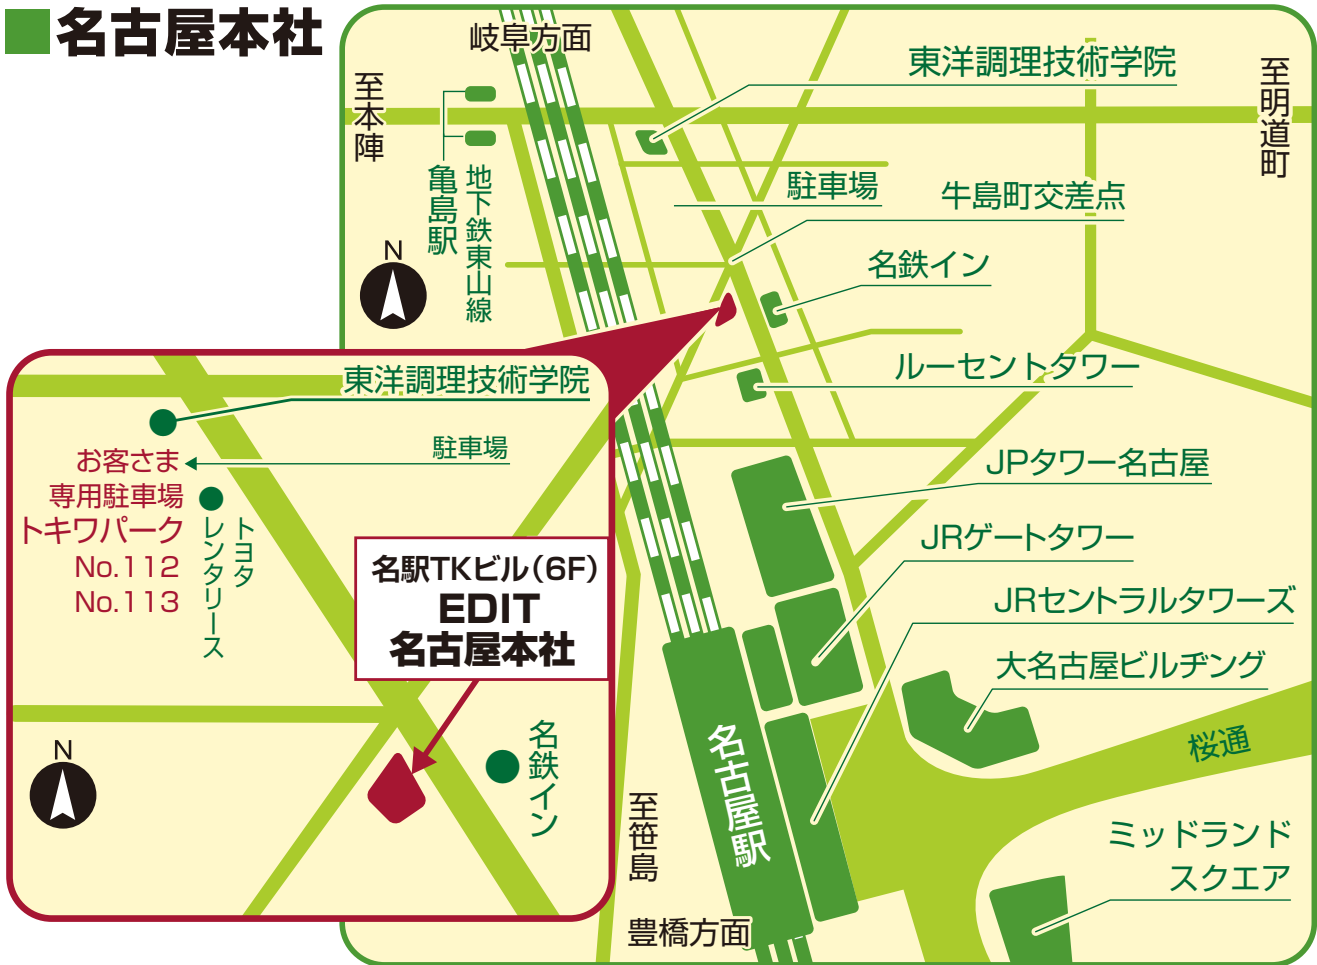 名古屋本社
岐阜方面
東洋調理技術学院
至本陣
至明道町
地下鉄東山線
亀島駅
駐車場
牛島町交差点
N
名鉄イン
ルーセントタワー
JPタワー名古屋
JRゲートタワー
JRセントラルタワーズ
大名古屋ビルヂング
桜通
名古屋駅
ミッドランド
スクエア
至笹島
豊橋方面
東洋調理技術学院
駐車場
お客さま
専用駐車場
トキワパーク
No.112
No.113
トヨタ
レンタリース
名駅TKビル(6F)
EDIT
名古屋本社
N
名鉄イン